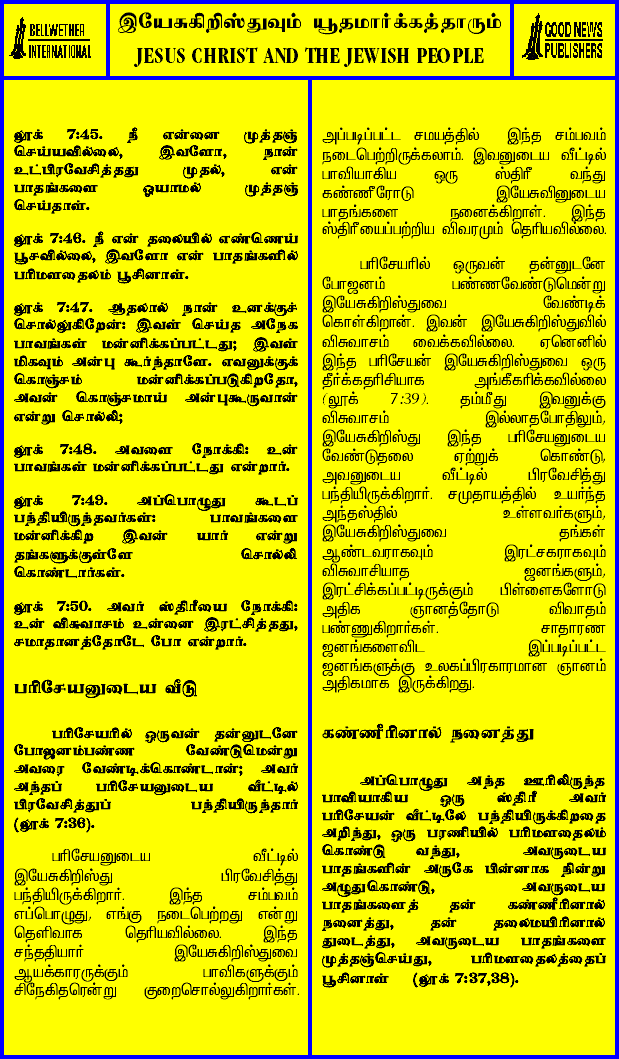 BELLWETHER
INTERNATIONAL
இயேசுகிறிஸ்துவும் யூதமார்க்கத்தாரும்
JESUS CHRIST AND THE JEWISH PEOPLE
GOOD NEWS
PUBLISHERS
லூக் 7:45. நீ என்னை முத்தஞ்
செய்யவில்லை, இவளோ, நான்
உட்பிரவேசித்தது முதல், என்
பாதங்களை ஓயாமல் முத்தஞ்
செய்தாள்.
லூக் 7:46. நீ என் தலையில் எண்ணெய்
பூசவில்லை, இவளோ என் பாதங்களில்
பரிமளதைலம் பூசினாள்.
லூக் 7:47. ஆதலால் நான் உனக்குச்
சொல்லுகிறேன்: இவள் செய்த அநேக
பாவங்கள் மன்னிக்கப்பட்டது; இவள்
மிகவும் அன்பு கூர்ந்தாளே. எவனுக்குக்
கொஞ்சம் மன்னிக்கப்படுகிறதோ,
அவன் கொஞ்சமாய் அன்புகூருவான்
என்று சொல்லி;
லூக் 7:48. அவளை நோக்கி: உன்
பாவங்கள் மன்னிக்கப்பட்டது என்றார்.
லூக் 7:49. அப்பொழுது கூடப்
பந்தியிருந்தவர்கள்: பாவங்களை
மன்னிக்கிற இவன் யார் என்று
தங்களுக்குள்ளே சொல்லி
கொண்டார்கள்.
லூக் 7:50. அவர் ஸ்திரீயை நோக்கி:
உன் விசுவாசம் உன்னை இரட்சித்தது,
சமாதானத்தோடே போ என்றார்.
பரிசேயனுடைய வீடு
பரிசேயரில் ஒருவன் தன்னுடனே
போஜனம்பண்ண வேண்டுமென்று
அவரை வேண்டிக்கொண்டான்; அவர்
அந்தப் பரிசேயனுடைய வீட்டில்
பிரவேசித்துப் பந்தியிருந்தார்
(லூக் 7:36).
பரிசேயனுடைய வீட்டில்
இயேசுகிறிஸ்து பிரவேசித்து
பந்தியிருக்கிறார். இந்த சம்பவம்
எப்பொழுது, எங்கு நடைபெற்றது என்று
தெளிவாக தெரியவில்லை. இந்த
சந்ததியார் இயேசுகிறிஸ்துவை
ஆயக்காரருக்கும் பாவிகளுக்கும்
சிநேகிதரென்று குறைசொல்லுகிறார்கள்.
அப்படிப்பட்ட சமயத்தில் இந்த சம்பவம்
நடைபெற்றிருக்கலாம். இவனுடைய வீட்டில்
பாவியாகிய ஒரு ஸ்திரீ வந்து
கண்ணீரோடு இயேசுவினுடைய
பாதங்களை நனைக்கிறாள். இந்த
ஸ்திரீயைப்பற்றிய விவரமும் தெரியவில்லை.
பரிசேயரில் ஒருவன் தன்னுடனே
போஜனம் பண்ணவேண்டுமென்று
இயேசுகிறிஸ்துவை வேண்டிக்
கொள்கிறான். இவன் இயேசுகிறிஸ்துவில்
விசுவாசம் வைக்கவில்லை. ஏனெனில்
இந்த பரிசேயன் இயேசுகிறிஸ்துவை ஒரு
தீர்க்கதரிசியாக அங்கீகரிக்கவில்லை
(லூக் 7:39). தம்மீது இவனுக்கு
விசுவாசம் இல்லாதபோதிலும்,
இயேசுகிறிஸ்து இந்த பரிசேயனுடைய
வேண்டுதலை ஏற்றுக் கொண்டு,
அவனுடைய வீட்டில் பிரவேசித்து
பந்தியிருக்கிறார். சமுதாயத்தில் உயர்ந்த
அந்தஸ்தில் உள்ளவர்களும்,
இயேசுகிறிஸ்துவை தங்கள்
ஆண்டவராகவும் இரட்சகராகவும்
விசுவாசியாத ஜனங்களும்,
இரட்சிக்கப்பட்டிருக்கும் பிள்ளைகளோடு
அதிக ஞானத்தோடு விவாதம்
பண்ணுகிறார்கள். சாதாரண
ஜனங்களைவிட இப்படிப்பட்ட
ஜனங்களுக்கு உலகப்பிரகாரமான ஞானம்
அதிகமாக இருக்கிறது.
கண்ணீரினால் நனைத்து
அப்பொழுது அந்த ஊரிலிருந்த
பாவியாகிய ஒரு ஸ்திரீ அவர்
பரிசேயன் வீட்டிலே பந்தியிருக்கிறதை
அறிந்து, ஒரு பரணியில் பரிமளதைலம்
கொண்டு வந்து, அவருடைய
பாதங்களின் அருகே பின்னாக நின்று
அழுதுகொண்டு, அவருடைய
பாதங்களைத் தன் கண்ணீரினால்
நனைத்து, தன் தலைமயிரினால்
துடைத்து, அவருடைய பாதங்களை
முத்தஞ்செய்து, பரிமளதைலத்தைப்
பூசினாள் (லூக் 7:37,38).